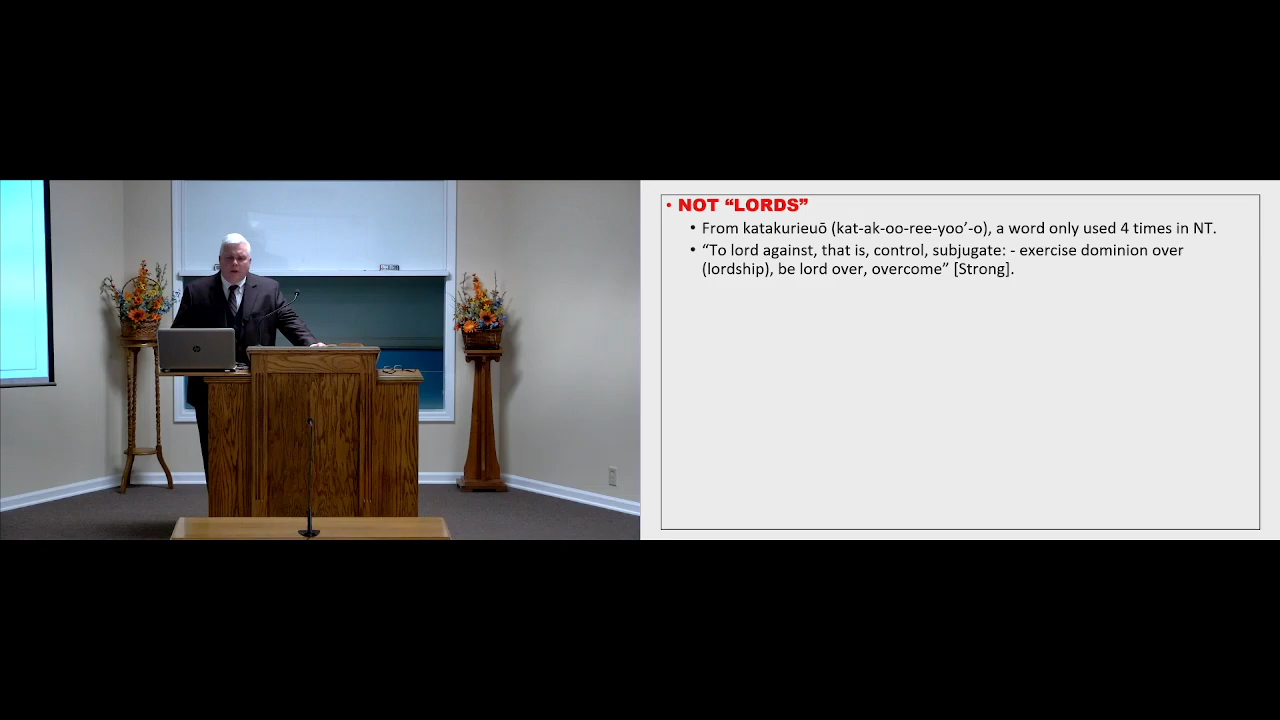 • NOT “LORDS”
• From katakurieuō (kat-ak-oo-ree-yoo’-o), a word only used 4 times in NT.
• “To lord against, that is, control, subjugate: - exercise dominion over
(lordship), be lord over, overcome” [Strong].
hp